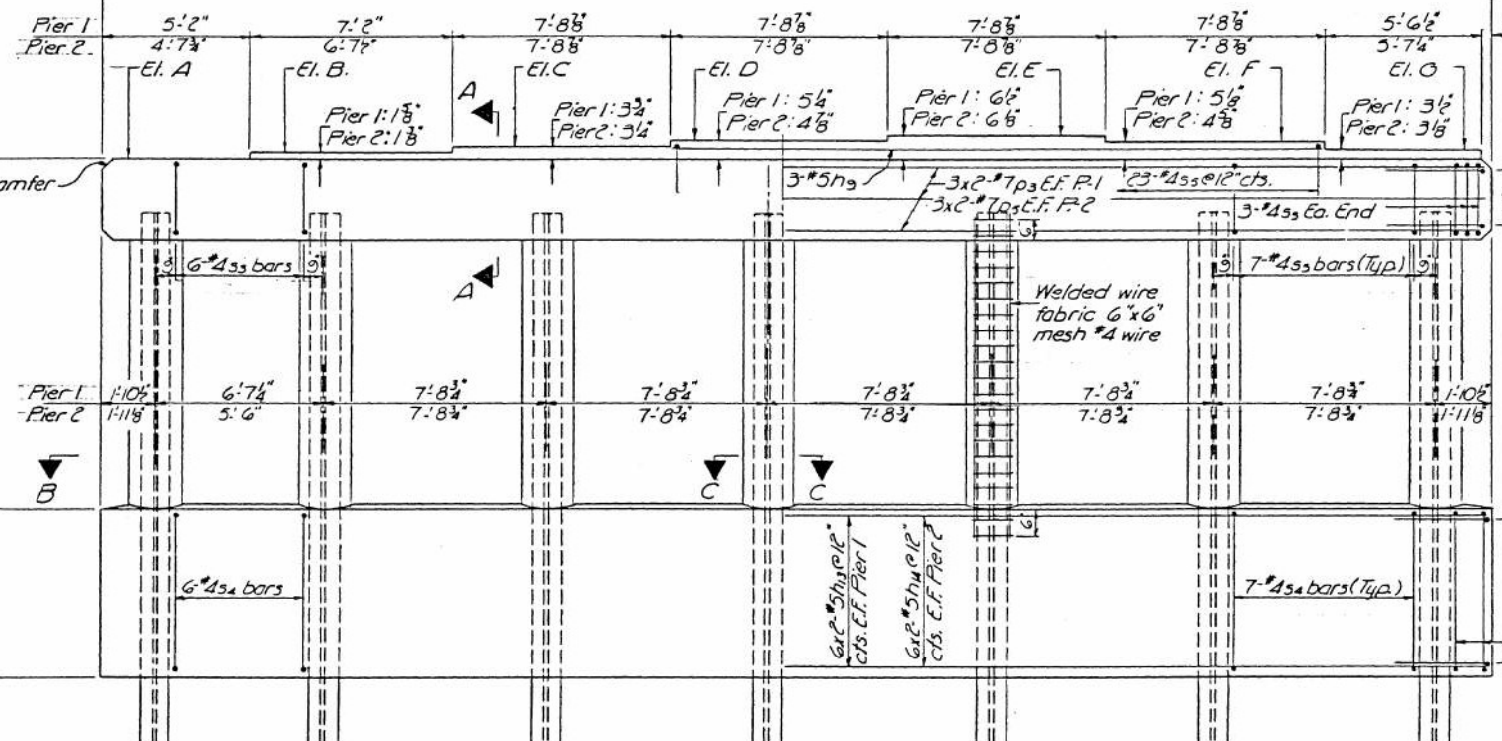 Pier 1 5'-2" 7'-2" 7'-8⅞" 7'-8⅞" 7'-8⅞" 7'-8⅞" 5'-6½"
Pier 2 4'-7¾" 6'-7½" 7'-8⅞" 7'-8⅞" 7'-8⅞" 7'-8⅞" 5'-7¼"
El. A El. B. El. C El. D El. E El. F El. G
A
Pier 1: 1⅝"
Pier 2: 1⅜"
Pier 1: 3¾"
Pier 2: 3¼"
Pier 1: 5¼"
Pier 2: 4⅞"
Pier 1: 6½"
Pier 2: 6⅛"
Pier 1: 5⅛"
Pier 2: 4⅝"
Pier 1: 3½"
Pier 2: 3⅛"
3-#5h9
3x2-#7p3 E.F. P-1
3x2-#7p5 E.F. P-2
23-#4s5@12"cts.
3-#4s3 Ea. End
9" 6-#4s3 bars 9"
A
6"
9" 7-#4s3 bars (Typ.) 9"
Welded wire
fabric 6"x6"
mesh #4 wire
Pier 1 1'-10½" 6'-7¼" 7'-8¾" 7'-8¾" 7'-8¾" 7'-8¾" 7'-8¾" 1'-10½"
Pier 2 1'-11⅛" 5'-6" 7'-8¾" 7'-8¾" 7'-8¾" 7'-8¾" 7'-8¾" 1'-11⅛"
B
C C
6"
6-#4s4 bars
6x2-#5h13@12"
cts. E.F. Pier 1
6x2-#5h14@12"
cts. E.F. Pier 2
7-#4s4 bars (Typ.)